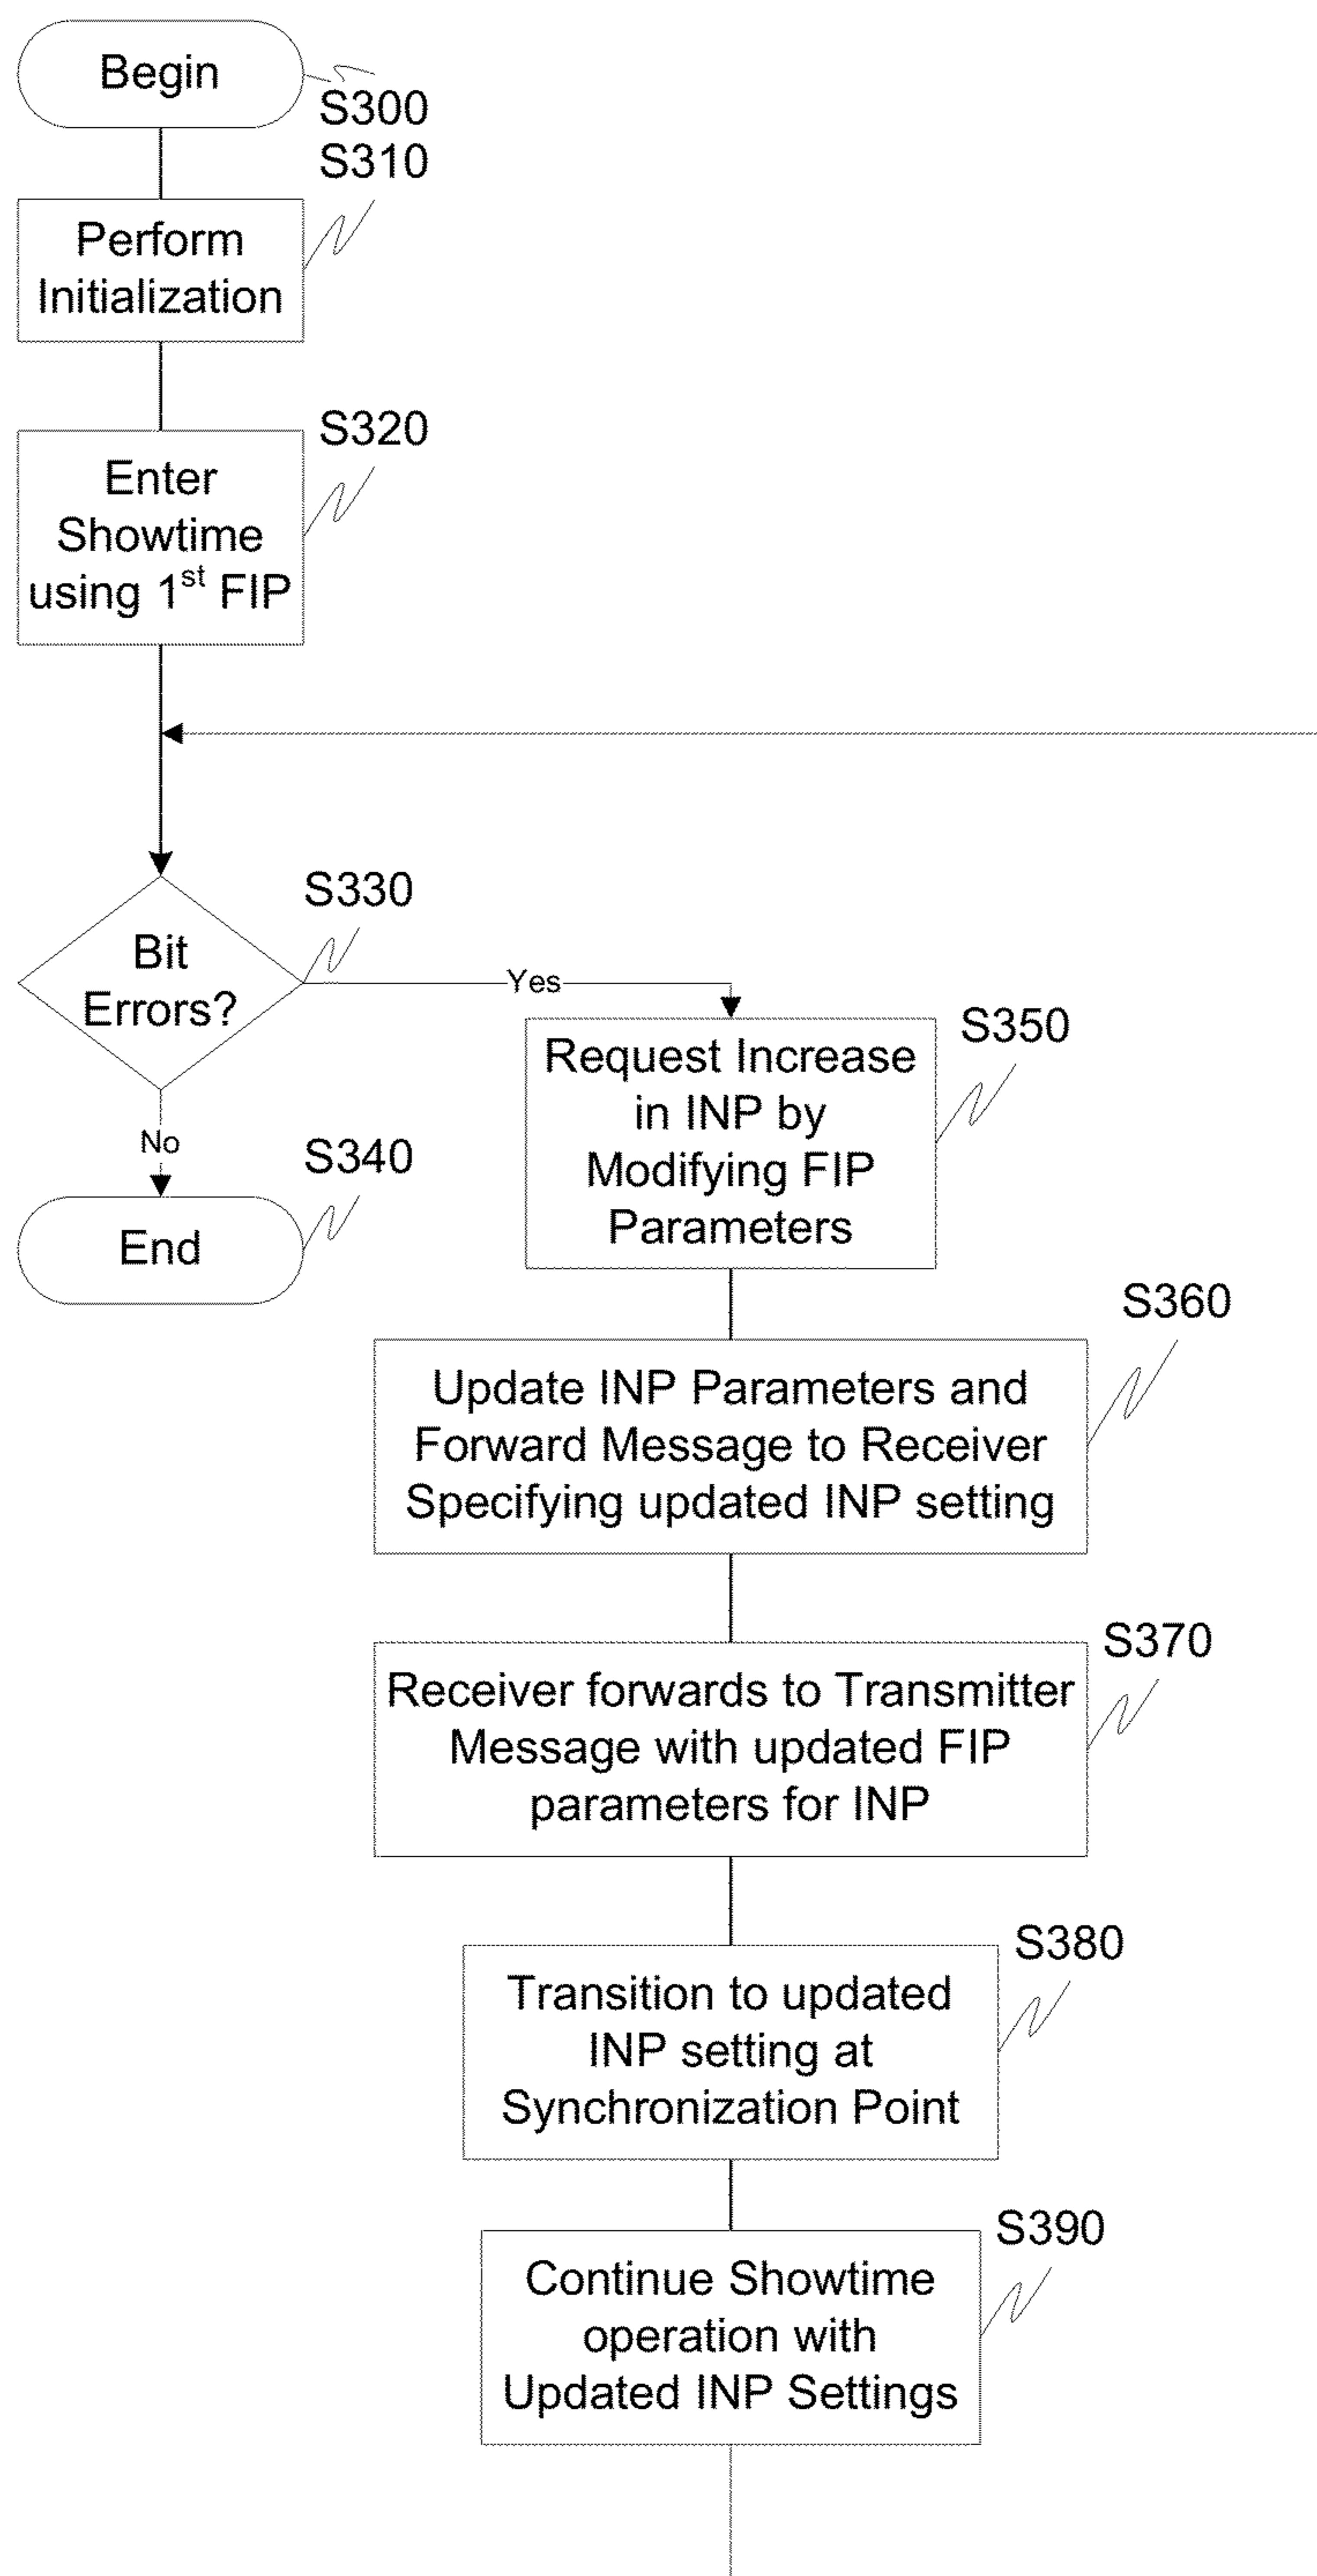 Begin
S300
S310
Perform
Initialization
S320
Enter
Showtime
using 1st FIP
S330
Bit
Errors?
Yes
No
S340
End
S350
Request Increase
in INP by
Modifying FIP
Parameters
S360
Update INP Parameters and
Forward Message to Receiver
Specifying updated INP setting
S370
Receiver forwards to Transmitter
Message with updated FIP
parameters for INP
S380
Transition to updated
INP setting at
Synchronization Point
S390
Continue Showtime
operation with
Updated INP Settings